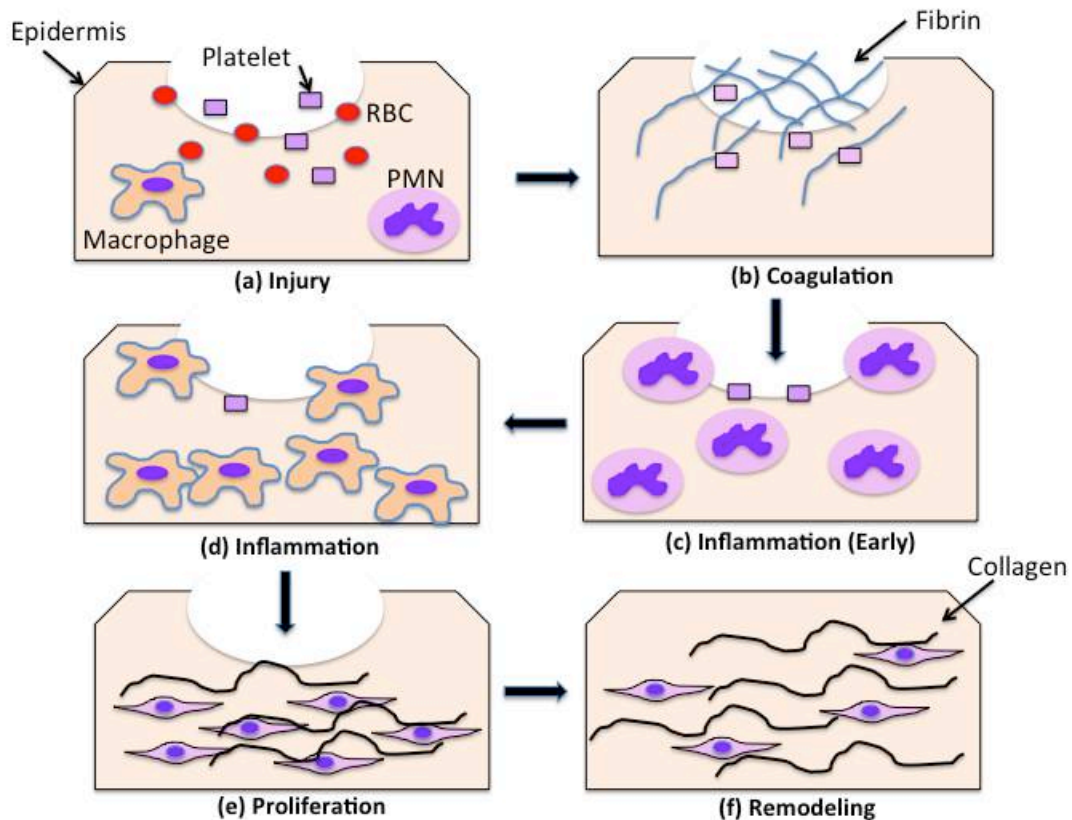 Epidermis
Platelet
RBC
PMN
Macrophage
(a) Injury
Fibrin
(b) Coagulation
(d) Inflammation
(c) Inflammation (Early)
Collagen
(e) Proliferation
(f) Remodeling